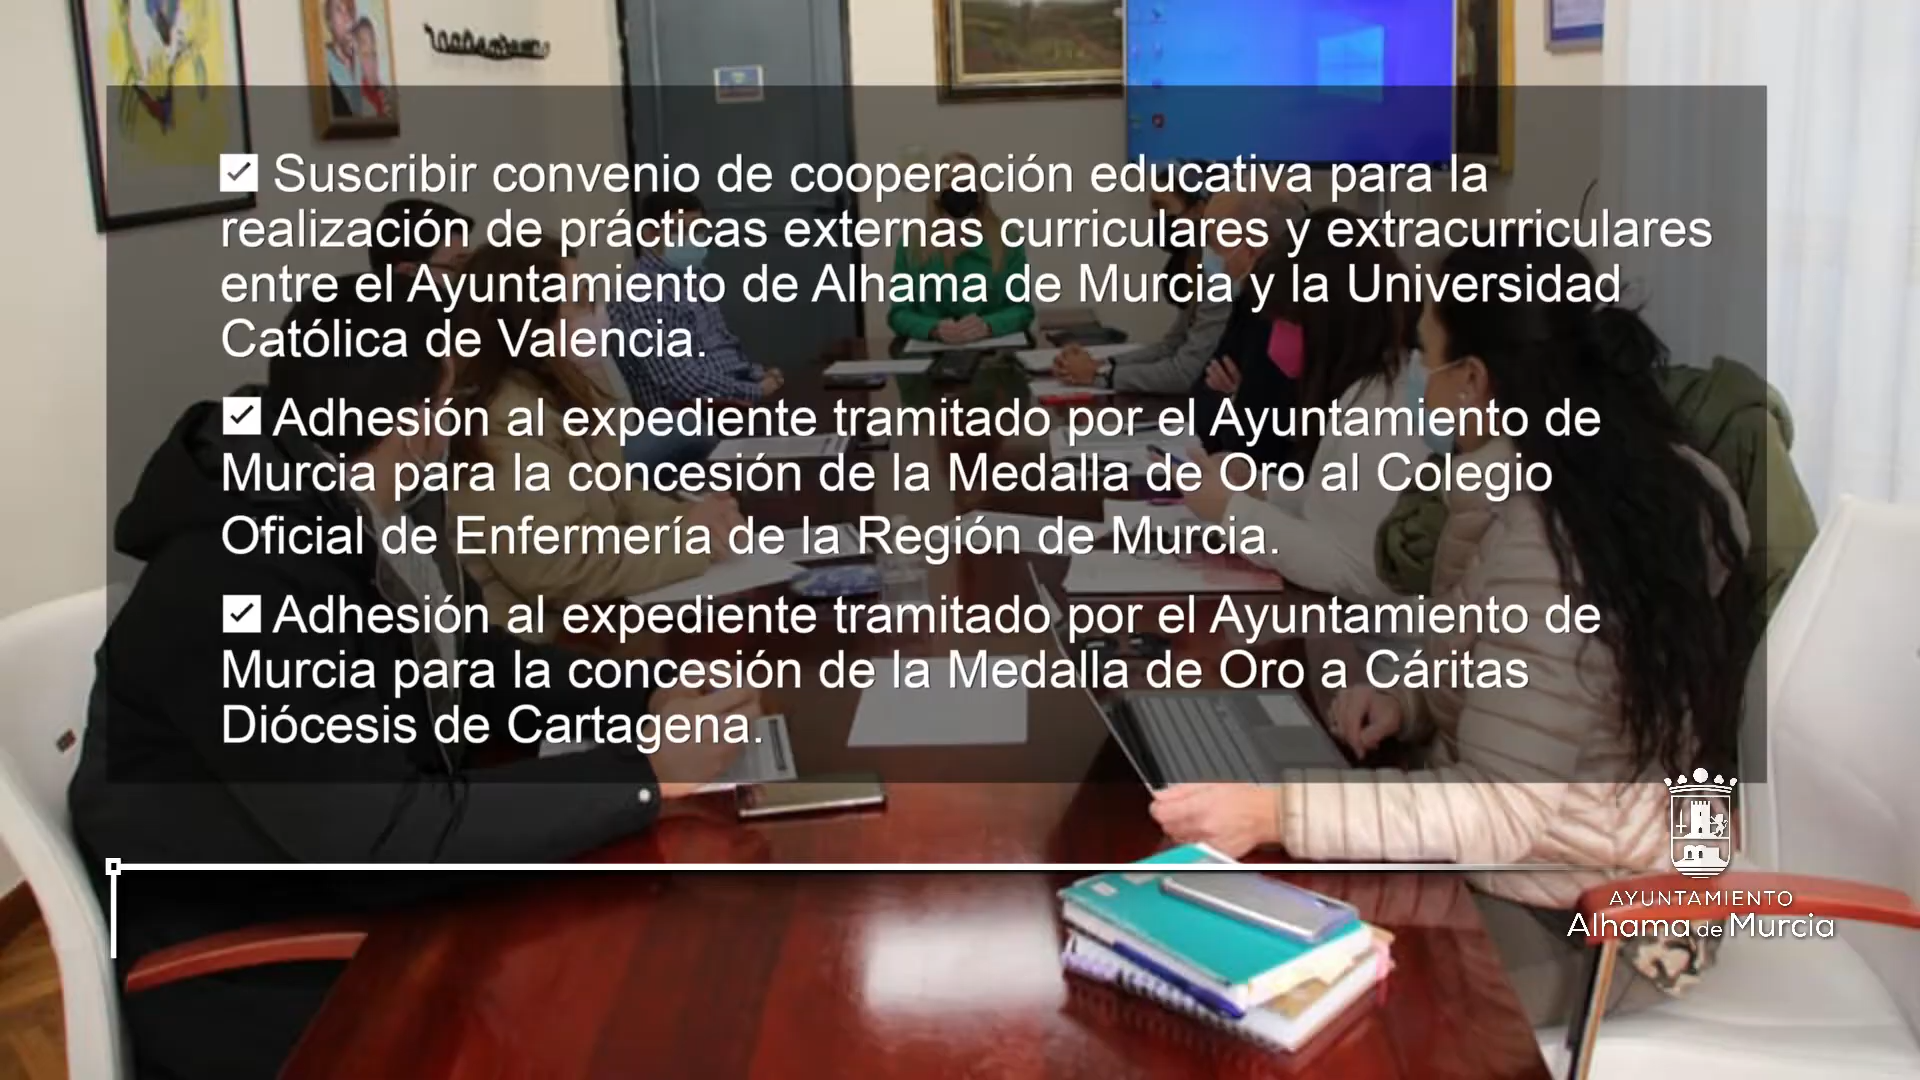 ☑ Suscribir convenio de cooperación educativa para la
realización de prácticas externas curriculares y extracurriculares
entre el Ayuntamiento de Alhama de Murcia y la Universidad
Católica de Valencia.
☑ Adhesión al expediente tramitado por el Ayuntamiento de
Murcia para la concesión de la Medalla de Oro al Colegio
Oficial de Enfermería de la Región de Murcia.
☑ Adhesión al expediente tramitado por el Ayuntamiento de
Murcia para la concesión de la Medalla de Oro a Cáritas
Diócesis de Cartagena.
AYUNTAMIENTO
Alhama de Murcia